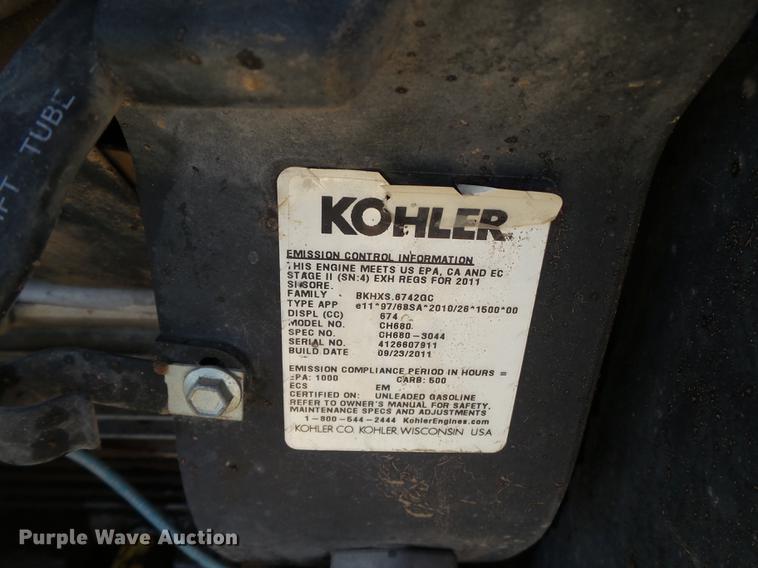 TUBE
KOHLER
EMISSION CONTROL INFORMATION
THIS ENGINE MEETS US EPA, CA AND EC
STAGE II (SN:4) EXH REGS FOR 2011
SI SORE.
FAMILY BKHXS.6742GC
TYPE APP e11*97/68SA*2010/26*1500*00
DISPL (CC) 674
MODEL NO. CH680
SPEC NO. CH680-3044
SERIAL NO. 4126607911
BUILD DATE 09/23/2011
EMISSION COMPLIANCE PERIOD IN HOURS =
EPA: 1000 CARB: 500
ECS EM
CERTIFIED ON: UNLEADED GASOLINE
REFER TO OWNER'S MANUAL FOR SAFETY,
MAINTENANCE SPECS AND ADJUSTMENTS
1-800-544-2444 KohlerEngines.com
KOHLER CO. KOHLER, WISCONSIN USA
Purple Wave Auction